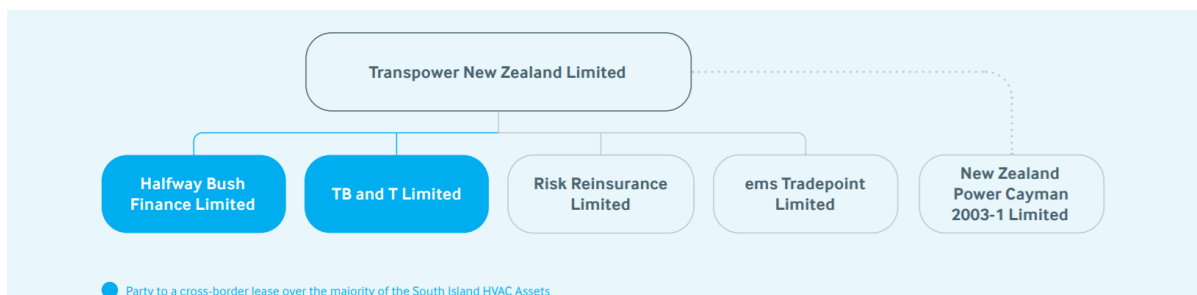 Transpower New Zealand Limited
Halfway Bush
Finance Limited
TB and T Limited
Risk Reinsurance
Limited
ems Tradepoint
Limited
New Zealand
Power Cayman
2003-1 Limited
Party to a cross-border lease over the majority of the South Island HVAC Assets